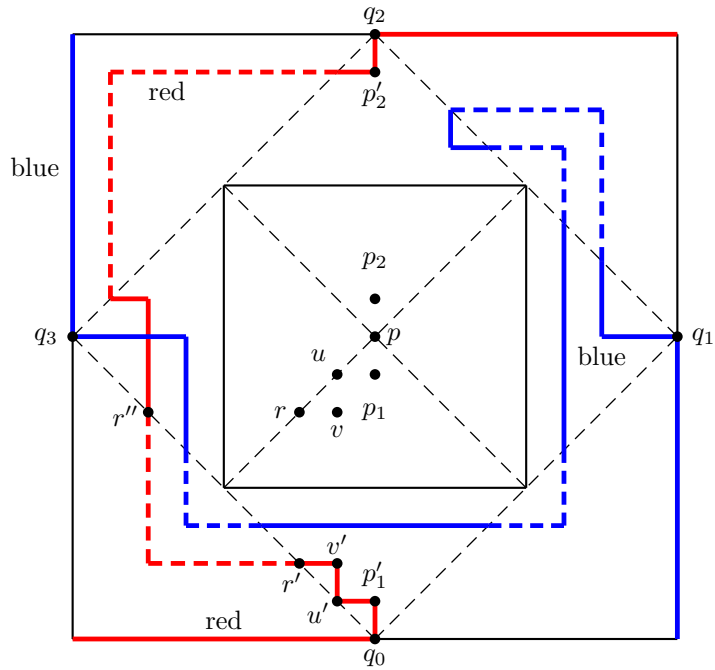 q₂
p′₂
red
blue
p₂
q₃
p
q₁
u
blue
r
p₁
r″
v
v′
r′
p′₁
u′
red
q₀